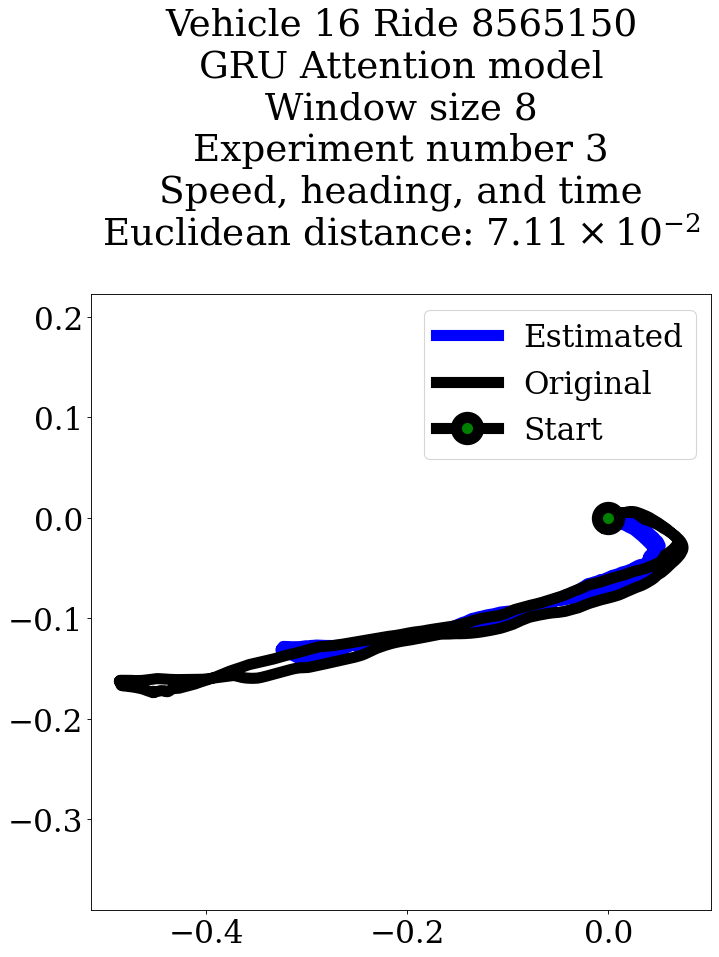 Vehicle 16 Ride 8565150
GRU Attention model
Window size 8
Experiment number 3
Speed, heading, and time
Euclidean distance: 7.11 × 10⁻²
Estimated
Original
Start
0.2
0.1
0.0
−0.1
−0.2
−0.3
−0.4
−0.2
0.0